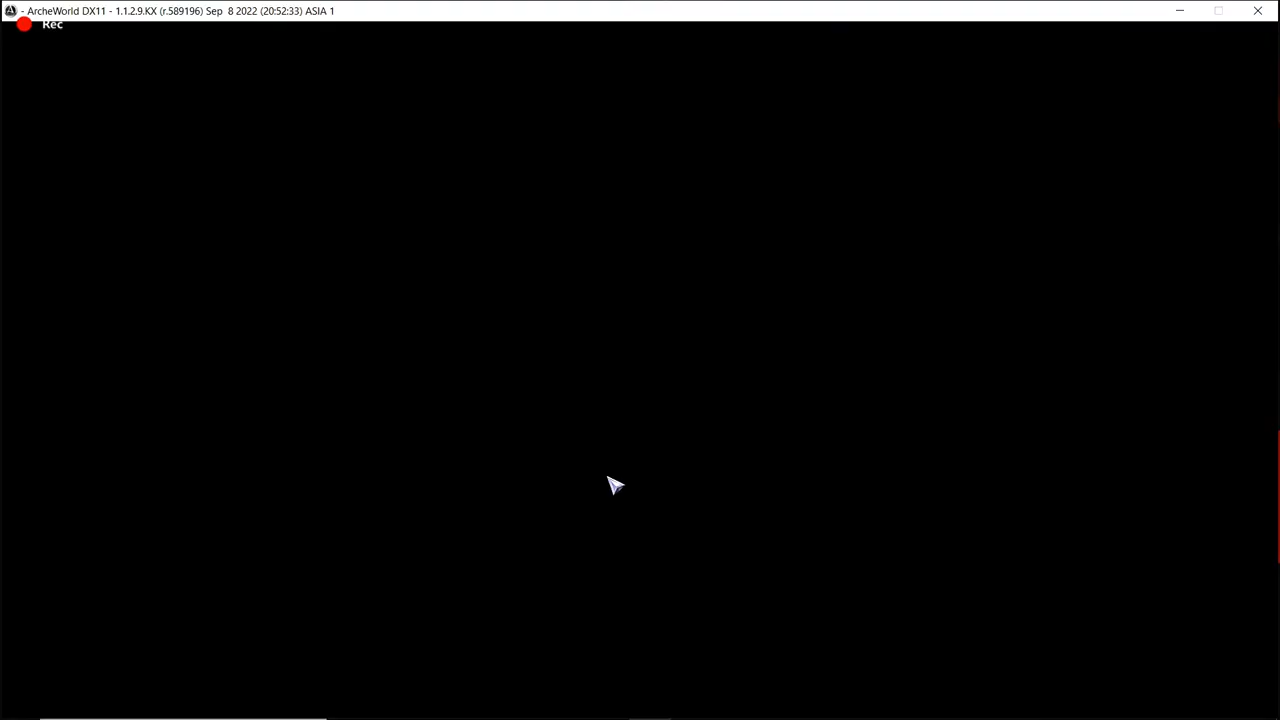 - ArcheWorld DX11 - 1.1.2.9.KX (r.589196) Sep  8 2022 (20:52:33) ASIA 1
Rec